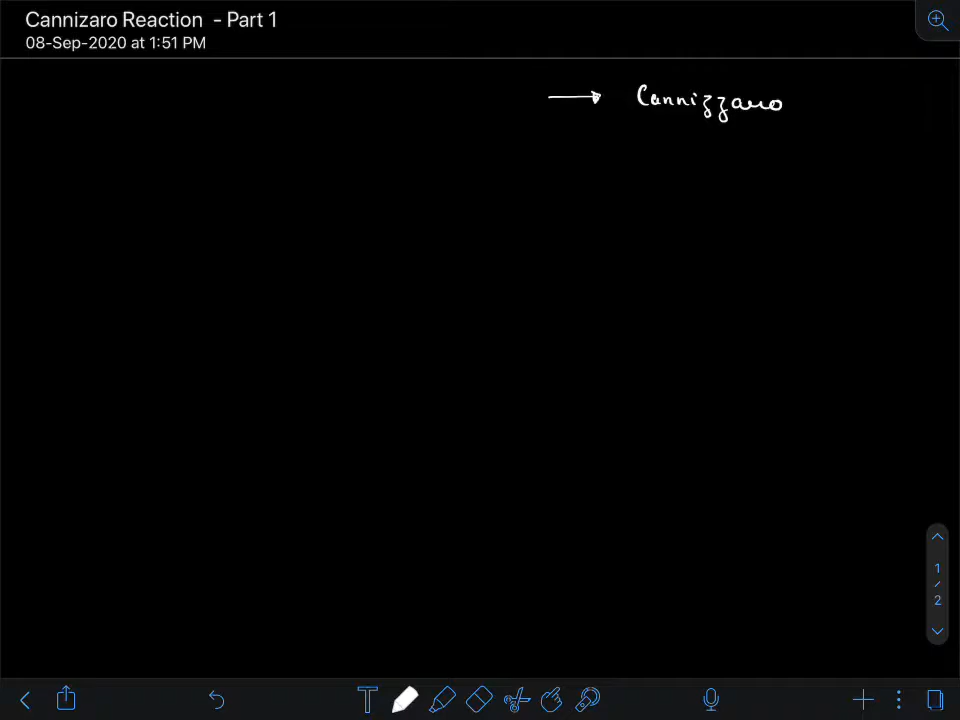 Cannizaro Reaction - Part 1
08-Sep-2020 at 1:51 PM
→ Cannizzaro
1
/
2